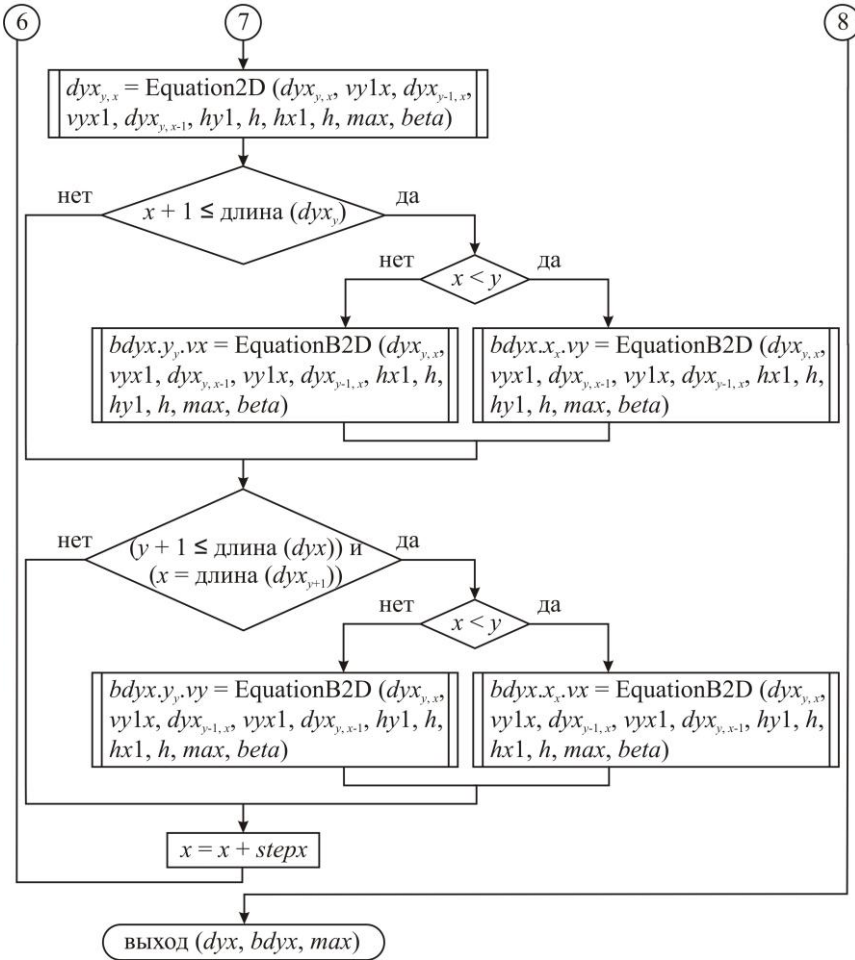 6
7
8
dyx_{y, x} = Equation2D (dyx_{y, x}, vy1x, dyx_{y-1, x},
vyx1, dyx_{y, x-1}, hy1, h, hx1, h, max, beta)
нет
x + 1 ≤ длина (dyx_y)
да
нет
x < y
да
bdyx.y_y.vx = EquationB2D (dyx_{y, x},
vyx1, dyx_{y, x-1}, vy1x, dyx_{y-1, x}, hx1, h,
hy1, h, max, beta)
bdyx.x_x.vy = EquationB2D (dyx_{y, x},
vyx1, dyx_{y, x-1}, vy1x, dyx_{y-1, x}, hx1, h,
hy1, h, max, beta)
нет
(y + 1 ≤ длина (dyx)) и
(x = длина (dyx_{y+1}))
да
нет
x < y
да
bdyx.y_y.vy = EquationB2D (dyx_{y, x},
vy1x, dyx_{y-1, x}, vyx1, dyx_{y, x-1}, hy1, h,
hx1, h, max, beta)
bdyx.x_x.vx = EquationB2D (dyx_{y, x},
vy1x, dyx_{y-1, x}, vyx1, dyx_{y, x-1}, hy1, h,
hx1, h, max, beta)
x = x + stepx
выход (dyx, bdyx, max)